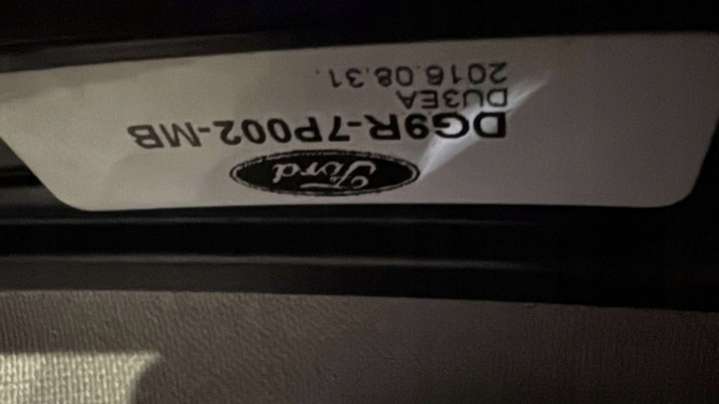 Ford
DG9R-7P002-MB
DU3EA
2016.08.31.